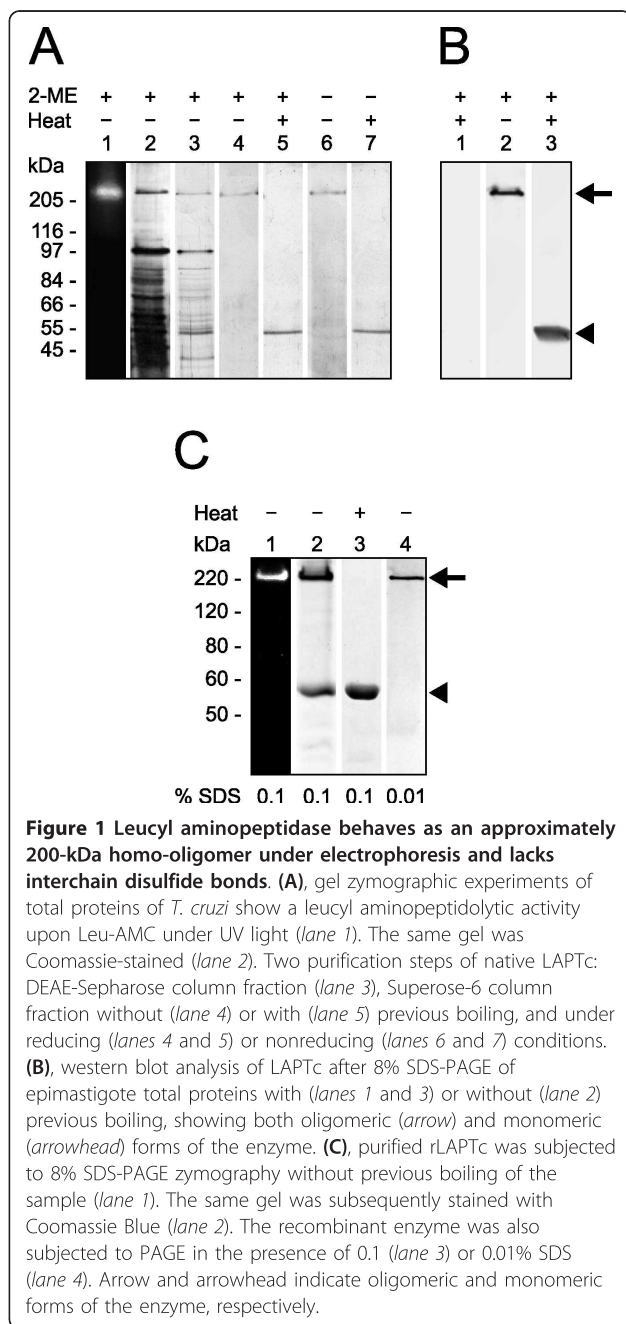 A
2-ME + + + + + – –
Heat – – – – + – +
1 2 3 4 5 6 7
kDa
205 -
116 -
97 -
84 -
66 -
55 -
45 -
B
+ + +
+ – +
1 2 3
C
Heat – – + –
kDa 1 2 3 4
220 -
120 -
80 -
60 -
50 -
% SDS 0.1 0.1 0.1 0.01
Figure 1 Leucyl aminopeptidase behaves as an approximately
200-kDa homo-oligomer under electrophoresis and lacks
interchain disulfide bonds. (A), gel zymographic experiments of
total proteins of T. cruzi show a leucyl aminopeptidolytic activity
upon Leu-AMC under UV light (lane 1). The same gel was
Coomassie-stained (lane 2). Two purification steps of native LAPTc:
DEAE-Sepharose column fraction (lane 3), Superose-6 column
fraction without (lane 4) or with (lane 5) previous boiling, and under
reducing (lanes 4 and 5) or nonreducing (lanes 6 and 7) conditions.
(B), western blot analysis of LAPTc after 8% SDS-PAGE of
epimastigote total proteins with (lanes 1 and 3) or without (lane 2)
previous boiling, showing both oligomeric (arrow) and monomeric
(arrowhead) forms of the enzyme. (C), purified rLAPTc was subjected
to 8% SDS-PAGE zymography without previous boiling of the
sample (lane 1). The same gel was subsequently stained with
Coomassie Blue (lane 2). The recombinant enzyme was also
subjected to PAGE in the presence of 0.1 (lane 3) or 0.01% SDS
(lane 4). Arrow and arrowhead indicate oligomeric and monomeric
forms of the enzyme, respectively.